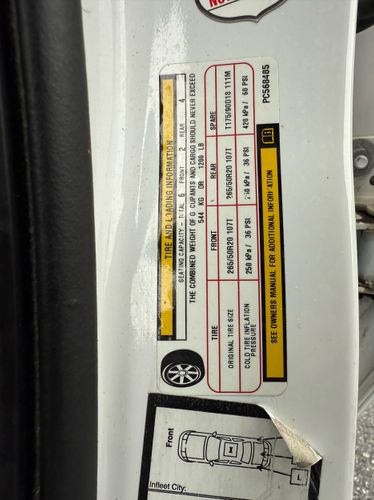 NOT
TIRE AND LOADING INFORMATION
SEATING CAPACITY - TOTAL 6 FRONT 2 REAR 4
THE COMBINED WEIGHT OF OCCUPANTS AND CARGO SHOULD NEVER EXCEED
544 KG OR 1200 LB
TIRE FRONT REAR SPARE
ORIGINAL TIRE SIZE 265/50R20 107T 265/50R20 107T T175/90D18 111M
COLD TIRE INFLATION PRESSURE 250 kPa / 36 PSI 250 kPa / 36 PSI 420 kPa / 60 PSI
SEE OWNERS MANUAL FOR ADDITIONAL INFORMATION
PC568485
Front
Infleet City: